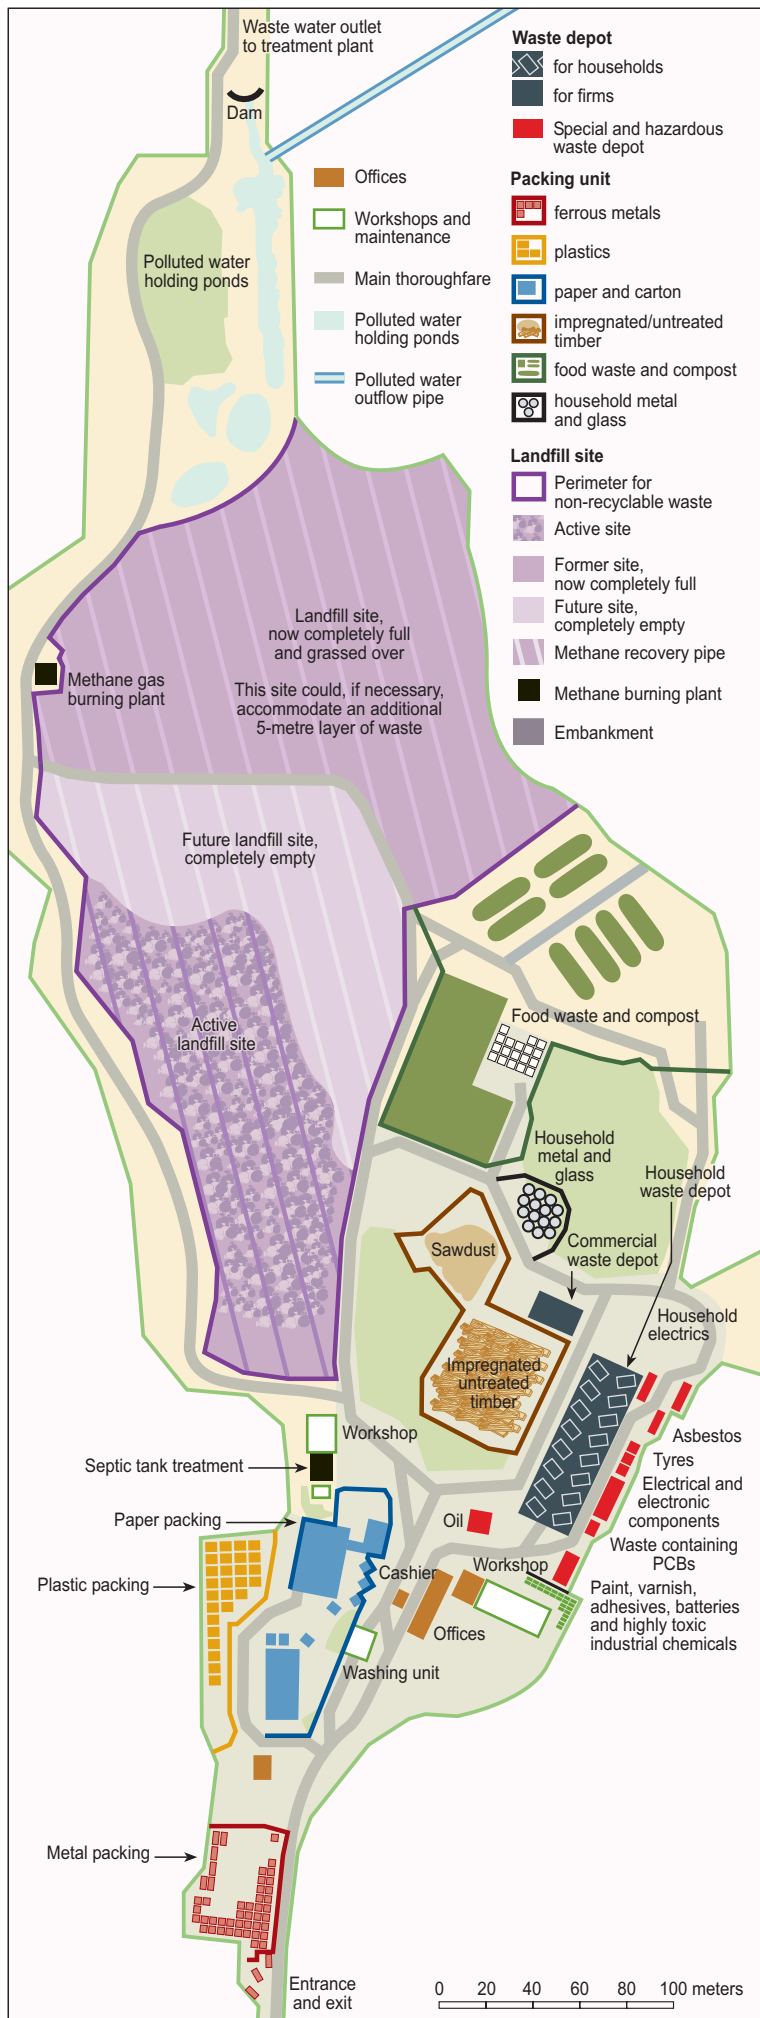 Waste water outlet
to treatment plant
Dam
Polluted water
holding ponds
Offices
Workshops and
maintenance
Main thoroughfare
Polluted water
holding ponds
Polluted water
outflow pipe
Waste depot
for households
for firms
Special and hazardous
waste depot
Packing unit
ferrous metals
plastics
paper and carton
impregnated/untreated
timber
food waste and compost
household metal
and glass
Landfill site
Perimeter for
non-recyclable waste
Active site
Former site,
now completely full
Future site,
completely empty
Methane recovery pipe
Methane burning plant
Embankment
Landfill site,
now completely full
and grassed over
This site could, if necessary,
accommodate an additional
5-metre layer of waste
Methane gas
burning plant
Future landfill site,
completely empty
Active
landfill site
Food waste and compost
Household
metal and
glass
Household
waste depot
Commercial
waste depot
Sawdust
Household
electrics
Impregnated
untreated
timber
Workshop
Septic tank treatment
Asbestos
Tyres
Electrical and
electronic
components
Oil
Paper packing
Waste containing
PCBs
Cashier
Workshop
Plastic packing
Paint, varnish,
adhesives, batteries
and highly toxic
industrial chemicals
Offices
Washing unit
Metal packing
Entrance
and exit
0 20 40 60 80 100 meters